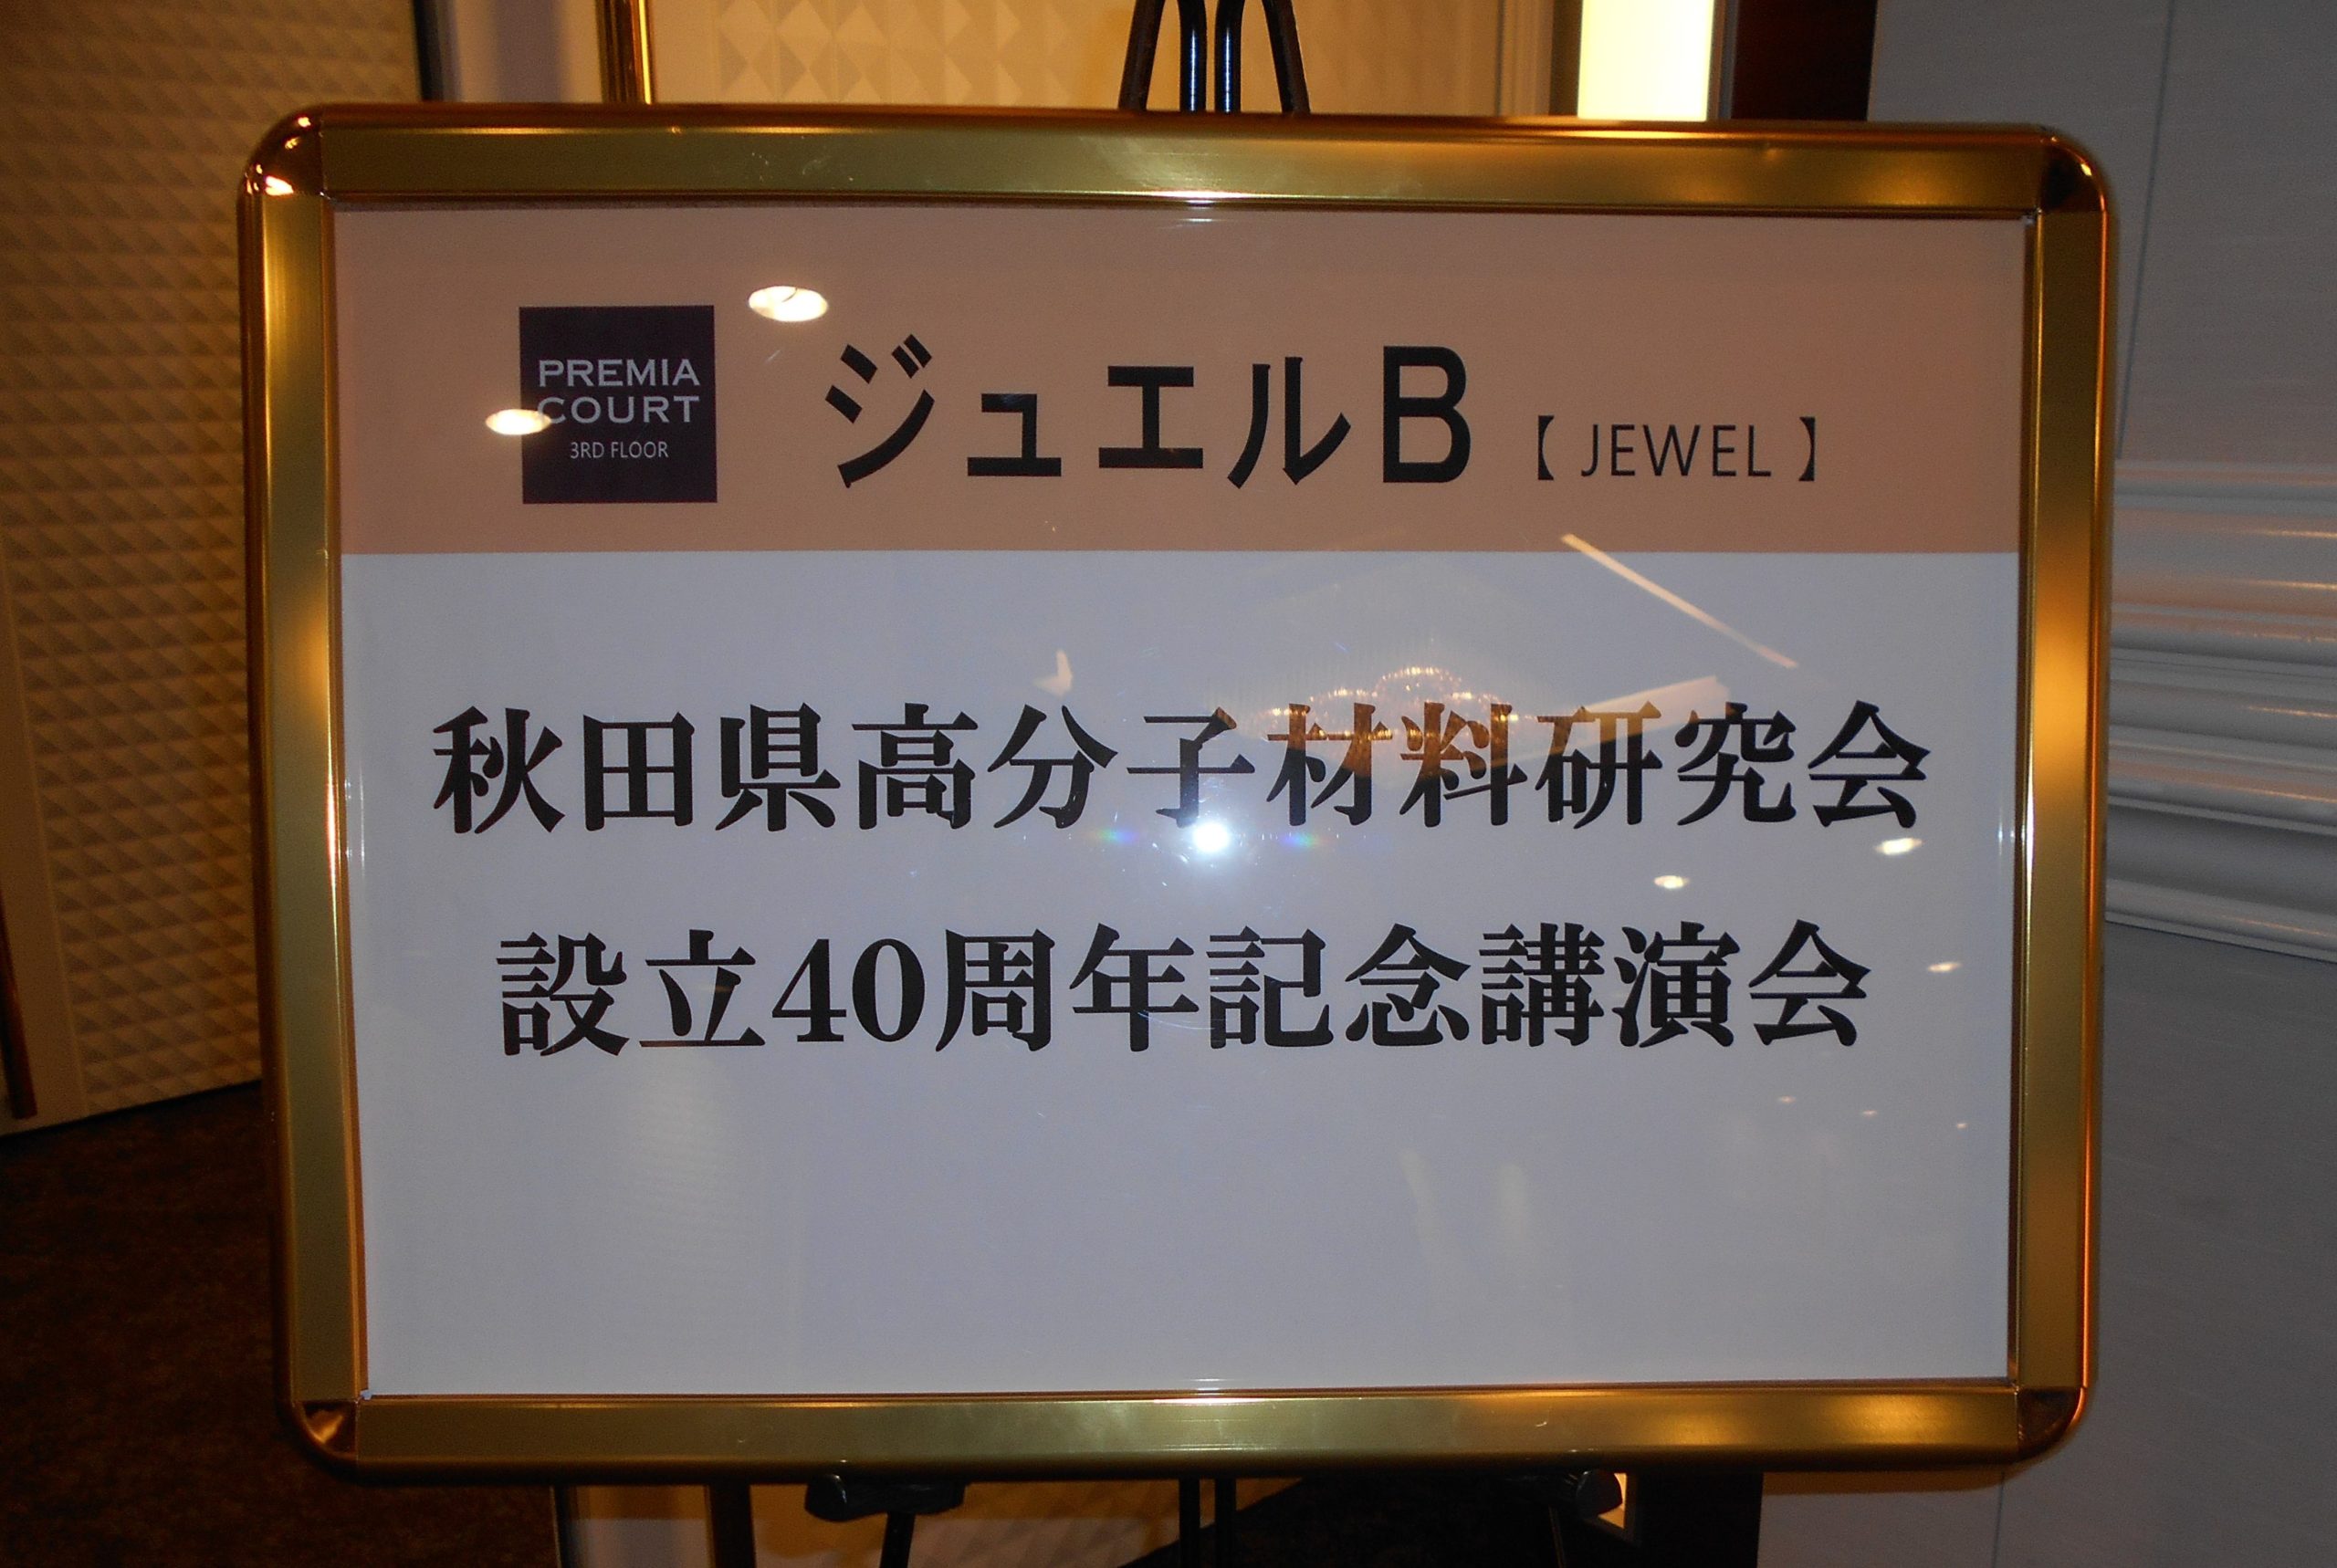 PREMIA
COURT
3RD FLOOR
ジュエルB 【 JEWEL 】
秋田県高分子材料研究会
設立40周年記念講演会